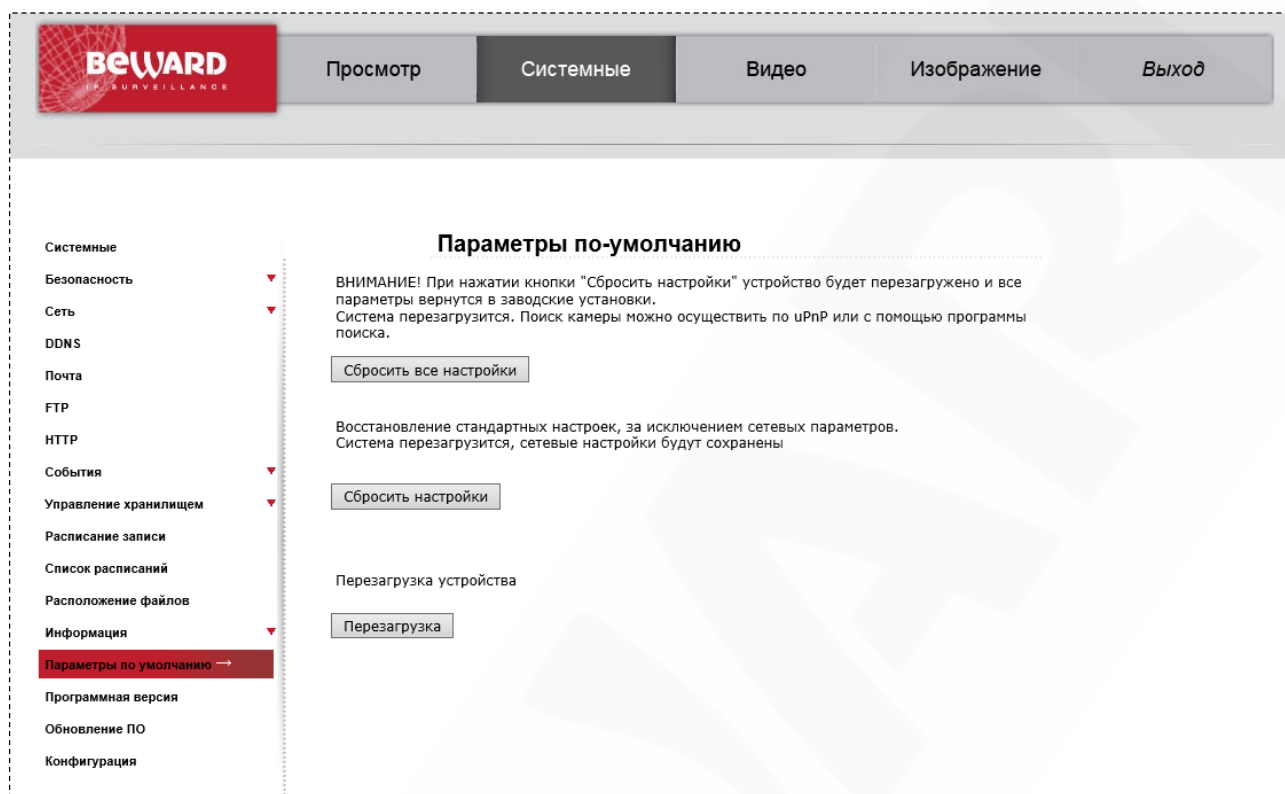 BEWARD
IP SURVEILLANCE
Просмотр
Системные
Видео
Изображение
Выход
Системные
Безопасность
Сеть
DDNS
Почта
FTP
HTTP
События
Управление хранилищем
Расписание записи
Список расписаний
Расположение файлов
Информация
Параметры по умолчанию →
Программная версия
Обновление ПО
Конфигурация
Параметры по-умолчанию
ВНИМАНИЕ! При нажатии кнопки "Сбросить настройки" устройство будет перезагружено и все
параметры вернутся в заводские установки.
Система перезагрузится. Поиск камеры можно осуществить по uPnP или с помощью программы
поиска.
Сбросить все настройки
Восстановление стандартных настроек, за исключением сетевых параметров.
Система перезагрузится, сетевые настройки будут сохранены
Сбросить настройки
Перезагрузка устройства
Перезагрузка